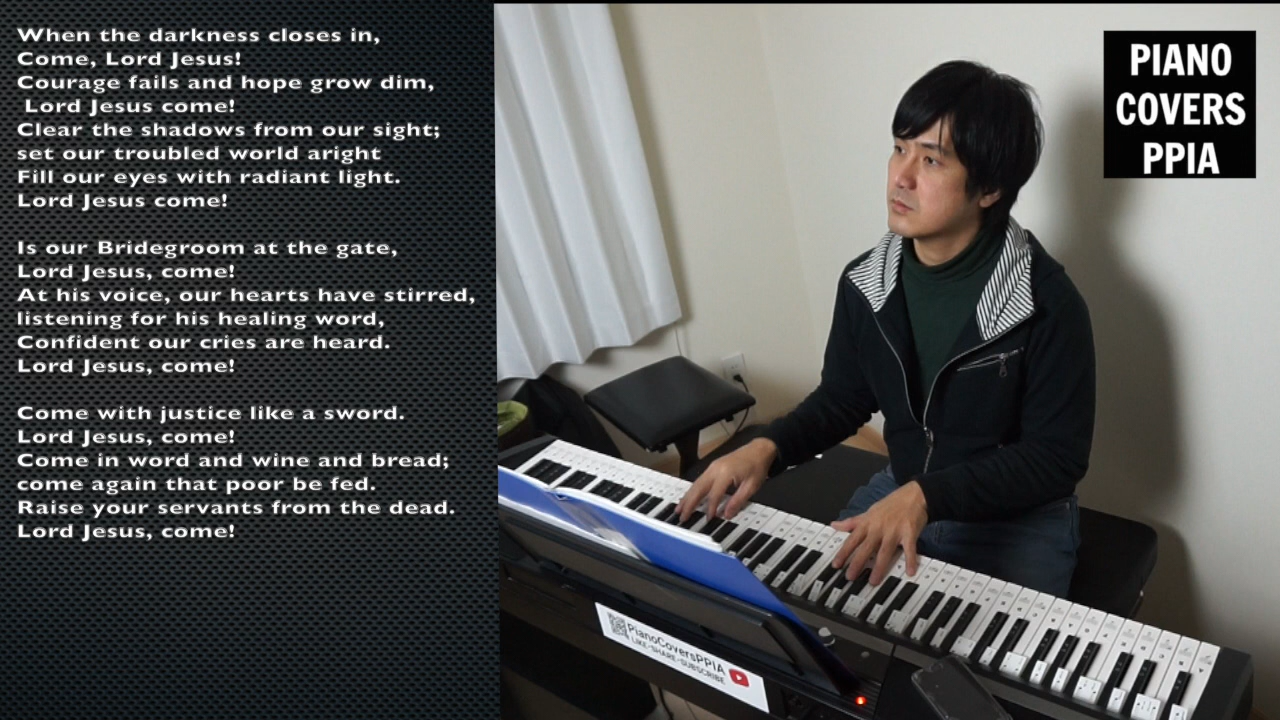 When the darkness closes in,
Come, Lord Jesus!
Courage fails and hope grow dim,
Lord Jesus come!
Clear the shadows from our sight;
set our troubled world aright
Fill our eyes with radiant light.
Lord Jesus come!
Is our Bridegroom at the gate,
Lord Jesus, come!
At his voice, our hearts have stirred,
listening for his healing word,
Confident our cries are heard.
Lord Jesus, come!
Come with justice like a sword.
Lord Jesus, come!
Come in word and wine and bread;
come again that poor be fed.
Raise your servants from the dead.
Lord Jesus, come!
PIANO
COVERS
PPIA
PianoCoversPPIA
LIKE-SHARE-SUBSCRIBE